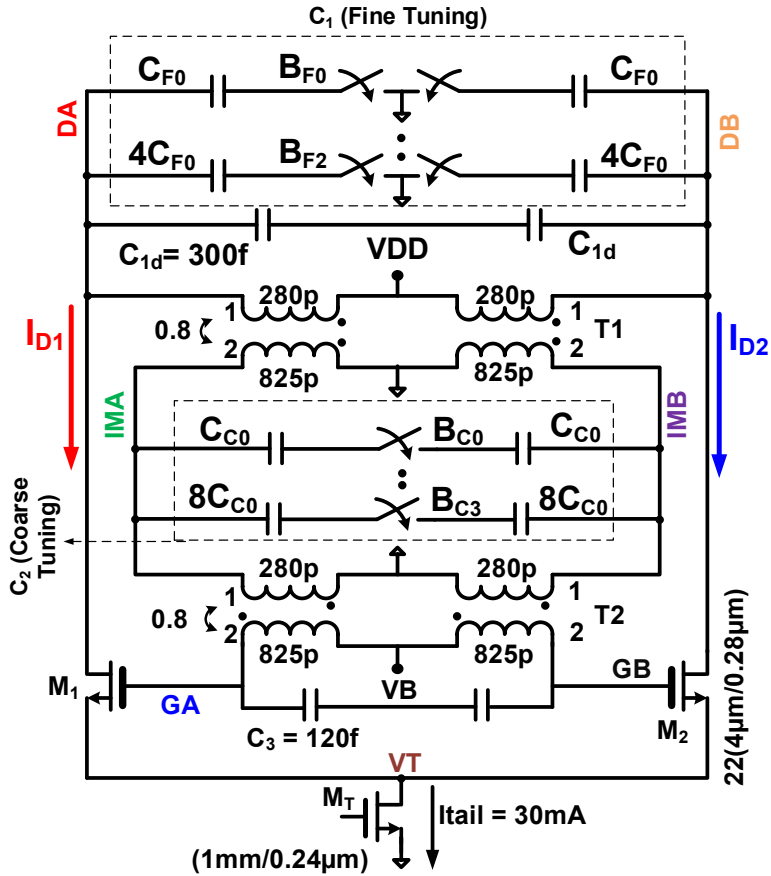 C₁ (Fine Tuning)
C_F0 B_F0 C_F0
DA DB
4C_F0 B_F2 4C_F0
C_1d= 300f VDD C_1d
280p 280p
1 1
I_D1 0.8 T1 I_D2
2 2
825p 825p
IMA IMB
C_C0 B_C0 C_C0
8C_C0 B_C3 8C_C0
C₂ (Coarse
Tuning)
280p 280p
1 1
0.8 T2
2 2
825p 825p
M₁ GA VB GB M₂
22(4µm/0.28µm)
C₃ = 120f
VT
M_T Itail = 30mA
(1mm/0.24µm)